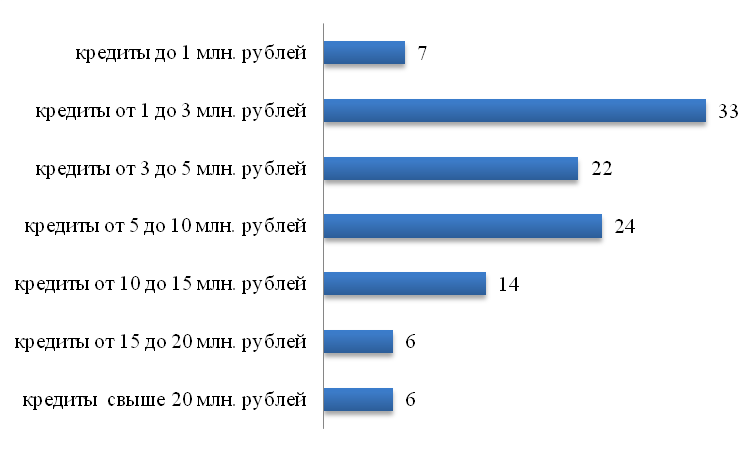 кредиты до 1 млн. рублей 7
кредиты от 1 до 3 млн. рублей 33
кредиты от 3 до 5 млн. рублей 22
кредиты от 5 до 10 млн. рублей 24
кредиты от 10 до 15 млн. рублей 14
кредиты от 15 до 20 млн. рублей 6
кредиты  свыше 20 млн. рублей 6